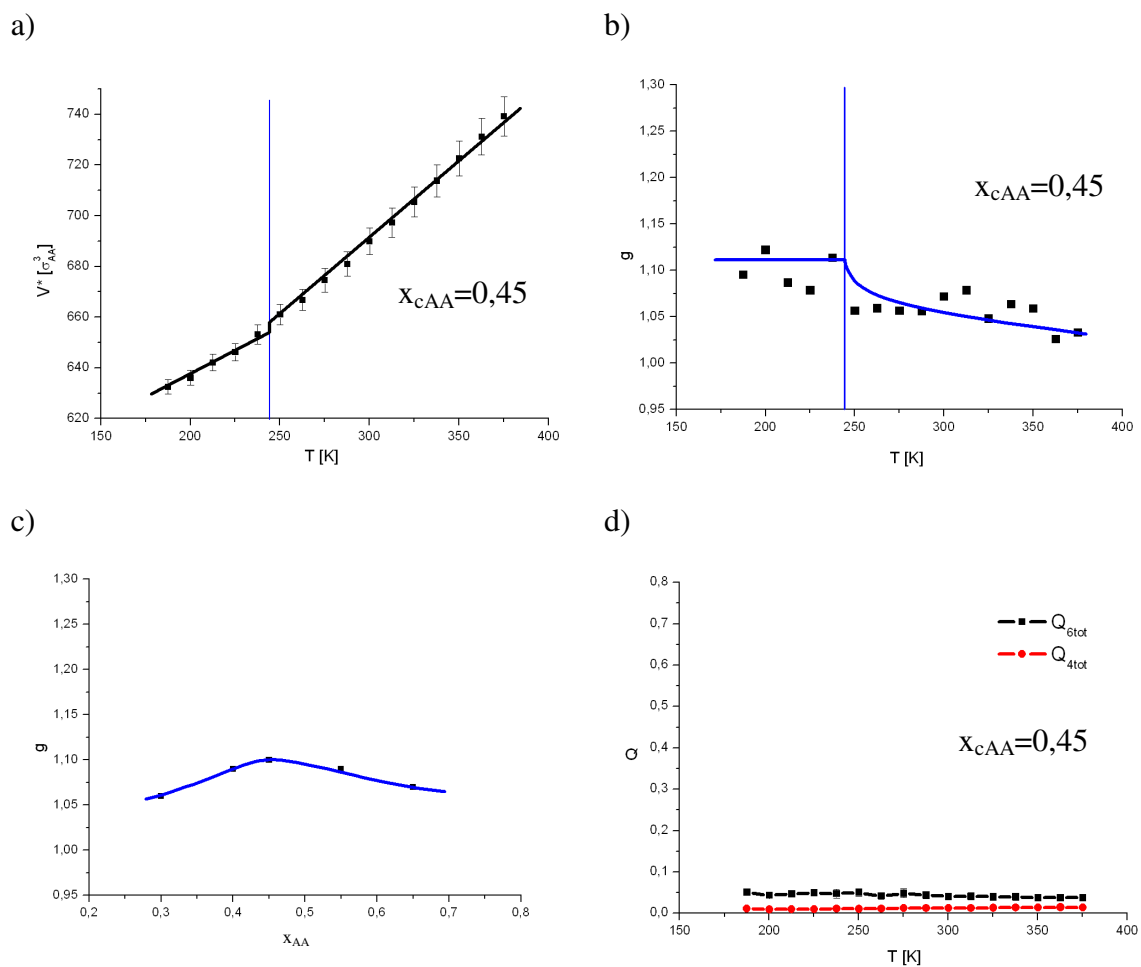 a)
740
720
700
680
660
640
620
V* [σ³AA]
xcAA=0,45
150 200 250 300 350 400
T [K]
b)
1,30
1,25
1,20
1,15
1,10
1,05
1,00
0,95
g
xcAA=0,45
150 200 250 300 350 400
T [K]
c)
1,30
1,25
1,20
1,15
1,10
1,05
1,00
0,95
g
0,2 0,3 0,4 0,5 0,6 0,7 0,8
xAA
d)
0,8
0,7
0,6
0,5
0,4
0,3
0,2
0,1
0,0
Q
Q6tot
Q4tot
xcAA=0,45
150 200 250 300 350 400
T [K]